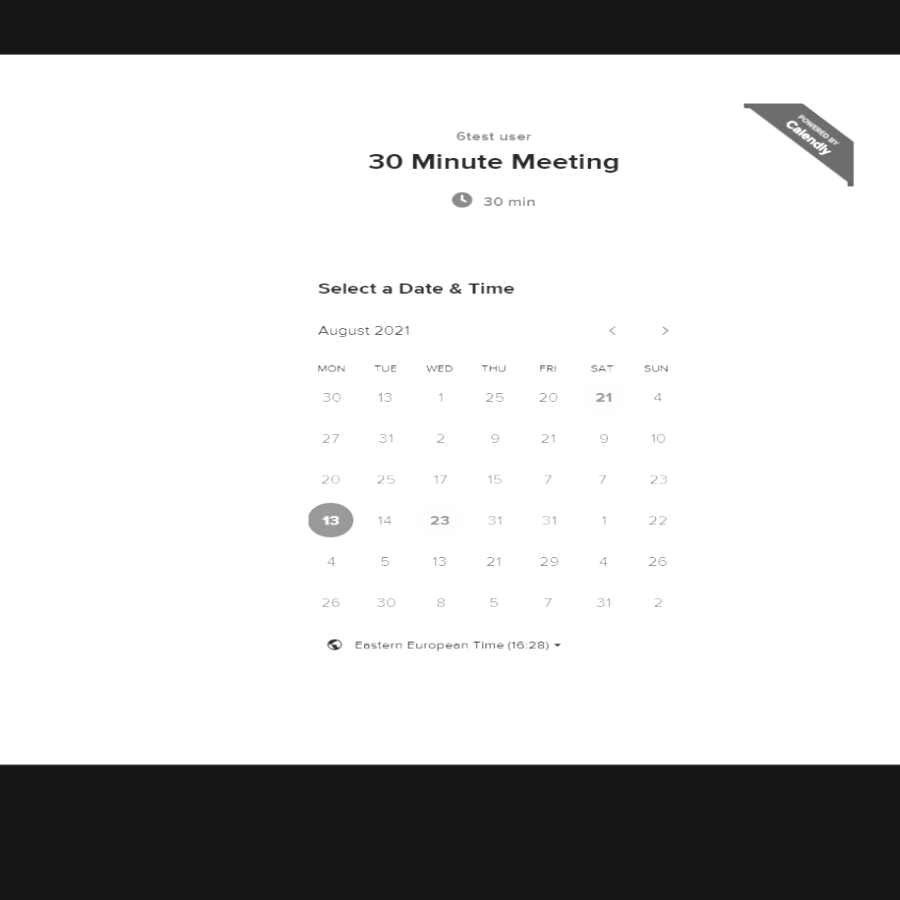 POWERED BY
Calendly
6test user
30 Minute Meeting
30 min
Select a Date & Time
August 2021 < >
MON TUE WED THU FRI SAT SUN
30 13 1 25 20 21 4
27 31 2 9 21 9 10
20 25 17 15 7 7 23
13 14 23 31 31 1 22
4 5 13 21 29 4 26
26 30 8 5 7 31 2
Eastern European Time (16:28)